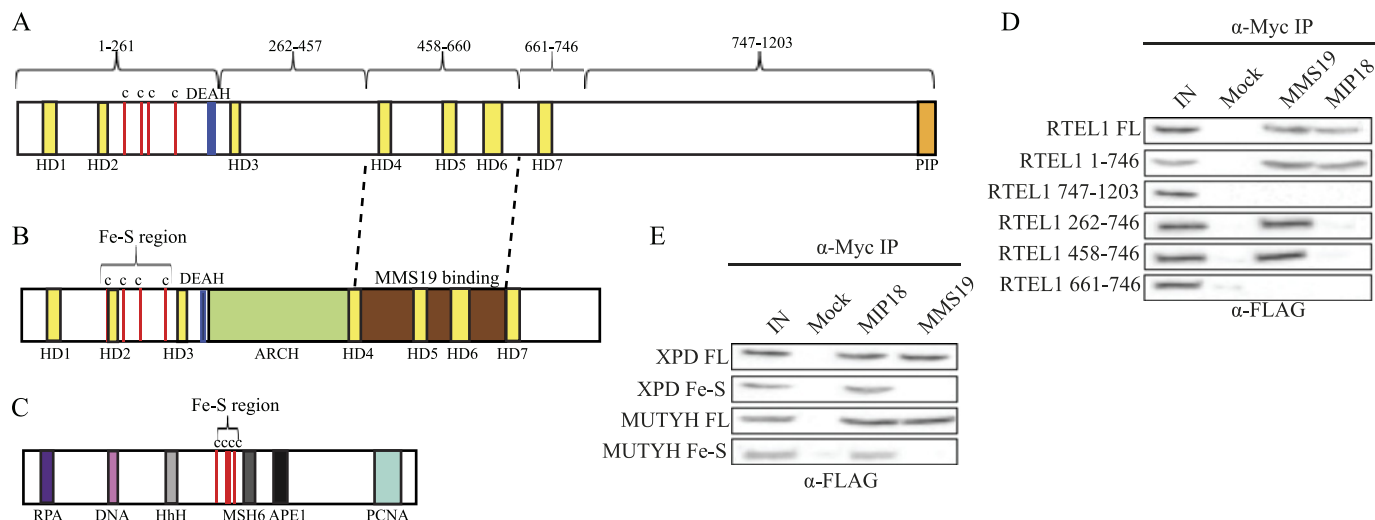 A
1-261
262-457
458-660
661-746
747-1203
c c c c DEAH
HD1 HD2 HD3 HD4 HD5 HD6 HD7 PIP
B
Fe-S region
c c c c DEAH
MMS19 binding
HD1 HD2 HD3 ARCH HD4 HD5 HD6 HD7
C
Fe-S region
cccc
RPA DNA HhH MSH6 APE1 PCNA
D
α-Myc IP
IN Mock MMS19 MIP18
RTEL1 FL
RTEL1 1-746
RTEL1 747-1203
RTEL1 262-746
RTEL1 458-746
RTEL1 661-746
α-FLAG
E
α-Myc IP
IN Mock MIP18 MMS19
XPD FL
XPD Fe-S
MUTYH FL
MUTYH Fe-S
α-FLAG